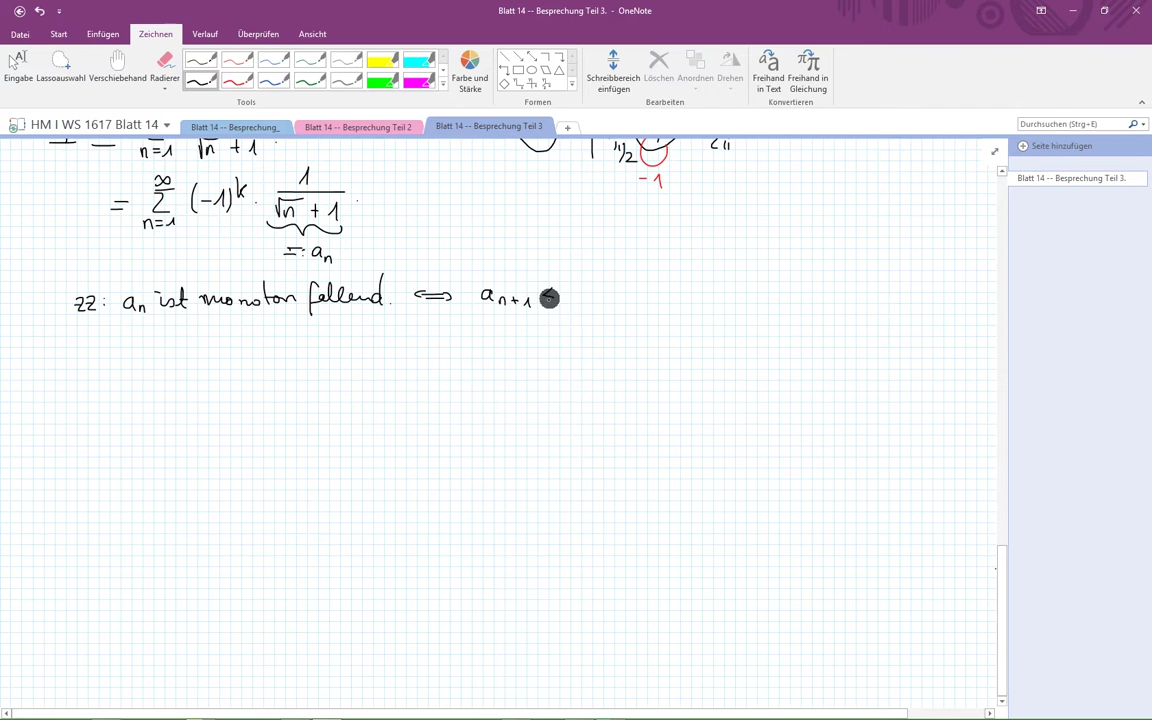 Blatt 14 -- Besprechung Teil 3. - OneNote
Datei Start Einfügen Zeichnen Verlauf Überprüfen Ansicht
Eingabe Lassoauswahl Verschiebehand Radierer Farbe und Stärke Schreibbereich einfügen Löschen Anordnen Drehen Freihand in Text Freihand in Gleichung
Tools Formen Bearbeiten Konvertieren
HM I WS 1617 Blatt 14 Blatt 14 -- Besprechung_ Blatt 14 -- Besprechung Teil 2 Blatt 14 -- Besprechung Teil 3 Durchsuchen (Strg+E)
Seite hinzufügen
Blatt 14 -- Besprechung Teil 3.
n=1 √n + 1 π/2 2π
-1
= ∞ Σ n=1 (-1)^k · 1 / (√n + 1)
=: a_n
zz: a_n ist monoton fallend. ⟺ a_{n+1} ≤